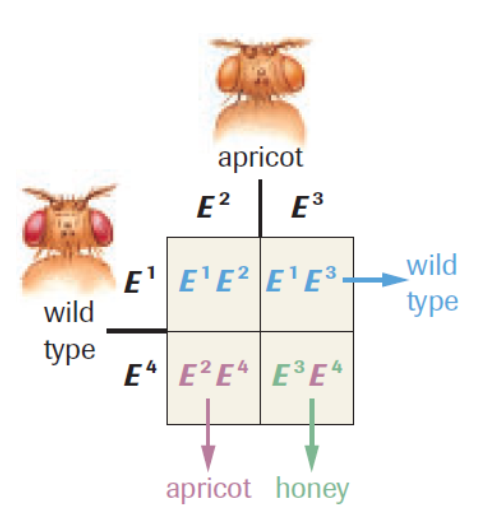 apricot
E² E³
E¹ E¹E² E¹E³ wild
type
wild
type
E⁴ E²E⁴ E³E⁴
apricot honey